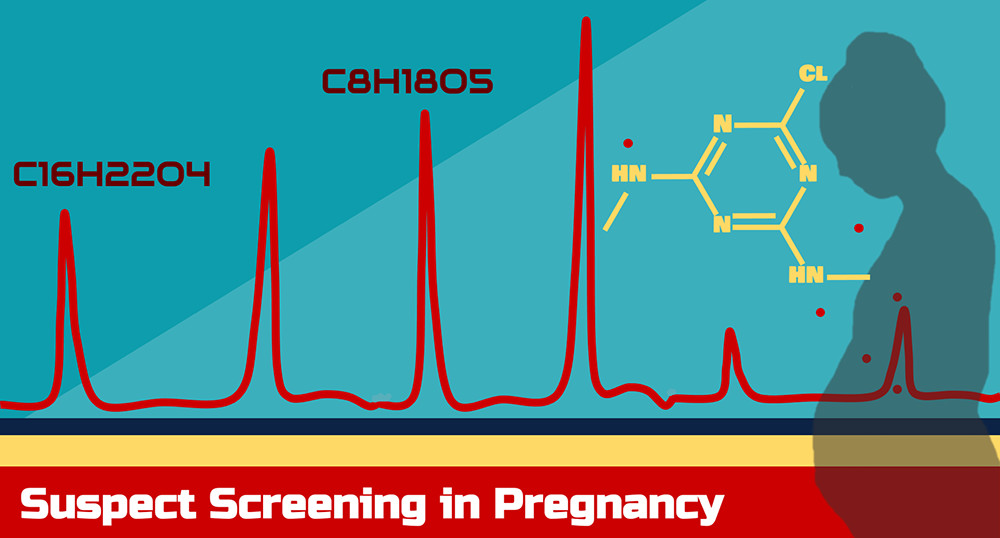 C8H18O5
C16H22O4
CL
N
HN
N
N
HN
Suspect Screening in Pregnancy